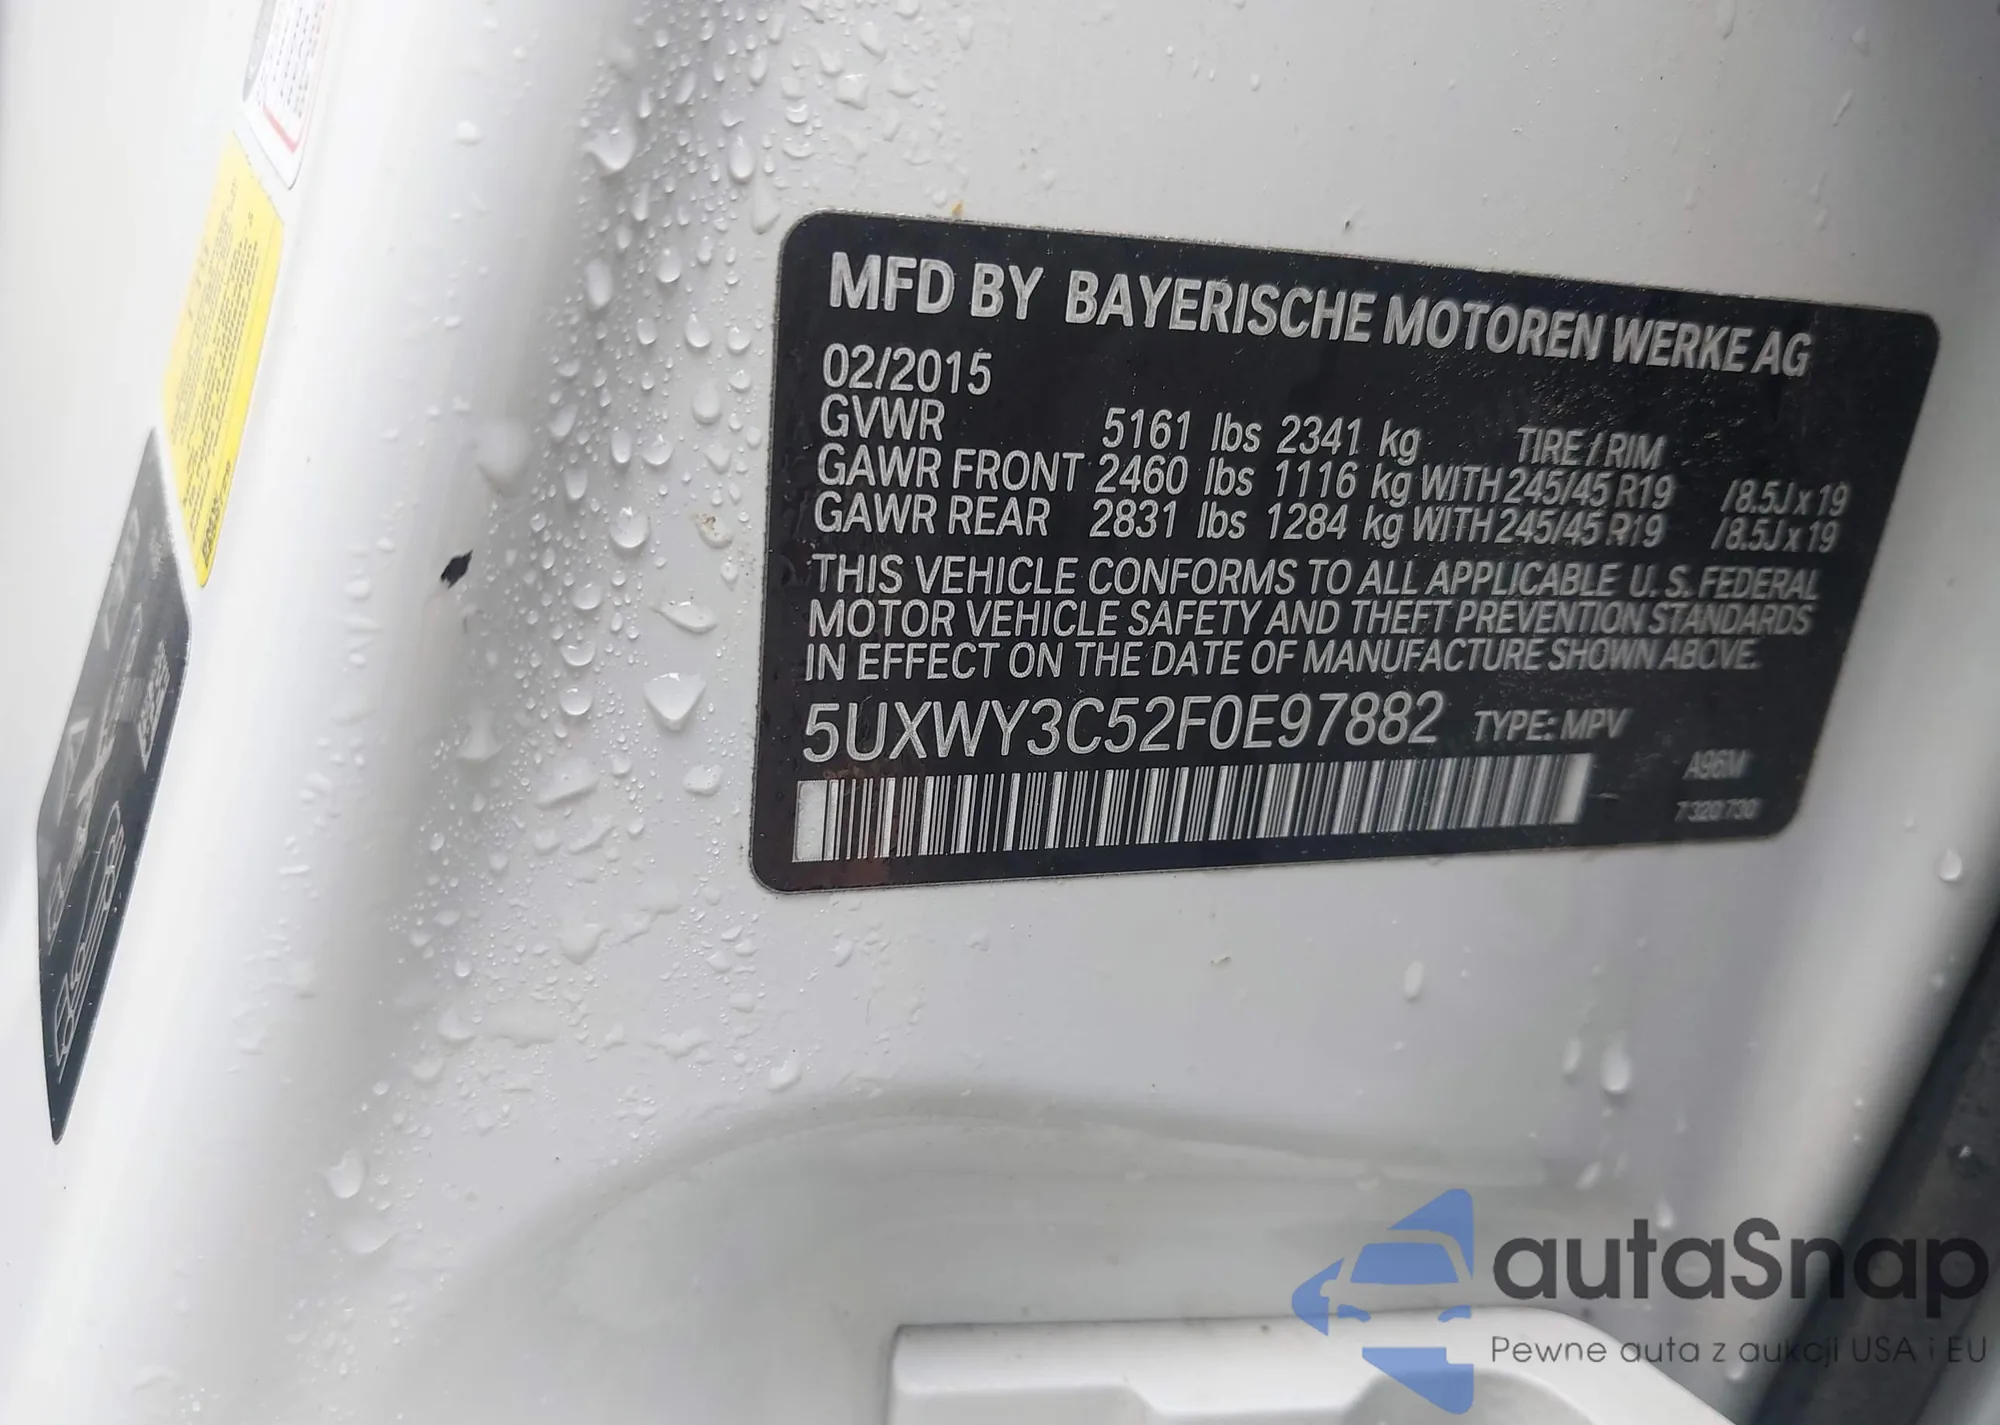 MFD BY BAYERISCHE MOTOREN WERKE AG
02/2015
GVWR 5161 lbs 2341 kg TIRE / RIM
GAWR FRONT 2460 lbs 1116 kg WITH 245/45 R19 /8.5J x 19
GAWR REAR 2831 lbs 1284 kg WITH 245/45 R19 /8.5J x 19
THIS VEHICLE CONFORMS TO ALL APPLICABLE U. S. FEDERAL
MOTOR VEHICLE SAFETY AND THEFT PREVENTION STANDARDS
IN EFFECT ON THE DATE OF MANUFACTURE SHOWN ABOVE.
5UXWY3C52F0E97882 TYPE: MPV
A96M
7320730
autaSnap
Pewne auta z aukcji USA i EU